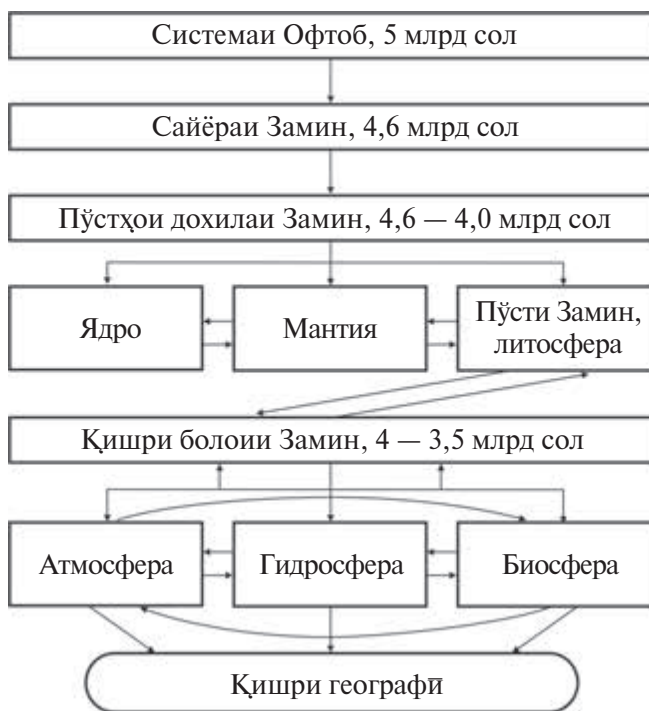 Системаи Офтоб, 5 млрд сол
Сайёраи Замин, 4,6 млрд сол
Пӯстҳои дохилаи Замин, 4,6 — 4,0 млрд сол
Ядро
Мантия
Пӯсти Замин,
литосфера
Қишри болоии Замин, 4 — 3,5 млрд сол
Атмосфера
Гидросфера
Биосфера
Қишри географӣ